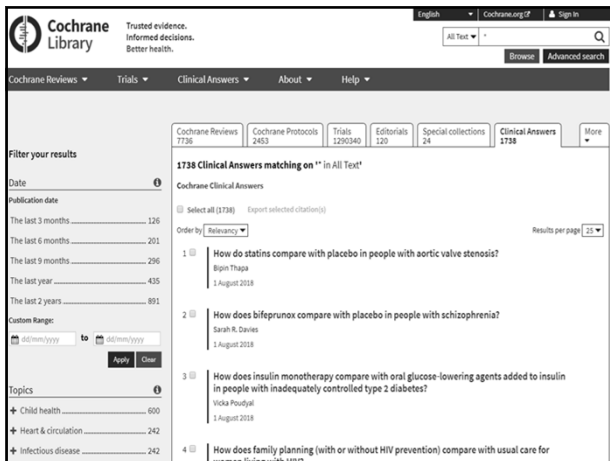 English
Cochrane.org
Sign In
Cochrane
Library
Trusted evidence.
Informed decisions.
Better health.
All Text
*
Browse
Advanced search
Cochrane Reviews
Trials
Clinical Answers
About
Help
Filter your results
Date
Publication date
The last 3 months 126
The last 6 months 201
The last 9 months 296
The last year 435
The last 2 years 891
Custom Range:
dd/mm/yyyy to dd/mm/yyyy
Apply Clear
Topics
Child health 600
Heart & circulation 242
Infectious disease 242
Cochrane Reviews
7736
Cochrane Protocols
2453
Trials
1290340
Editorials
120
Special collections
24
Clinical Answers
1738
More
1738 Clinical Answers matching on '* in All Text'
Cochrane Clinical Answers
Select all (1738) Export selected citation(s)
Order by Relevancy
Results per page 25
1 How do statins compare with placebo in people with aortic valve stenosis?
Bipin Thapa
1 August 2018
2 How does bifeprunox compare with placebo in people with schizophrenia?
Sarah R. Davies
1 August 2018
3 How does insulin monotherapy compare with oral glucose-lowering agents added to insulin
in people with inadequately controlled type 2 diabetes?
Vicka Poudyal
1 August 2018
4 How does family planning (with or without HIV prevention) compare with usual care for
women living with HIV?